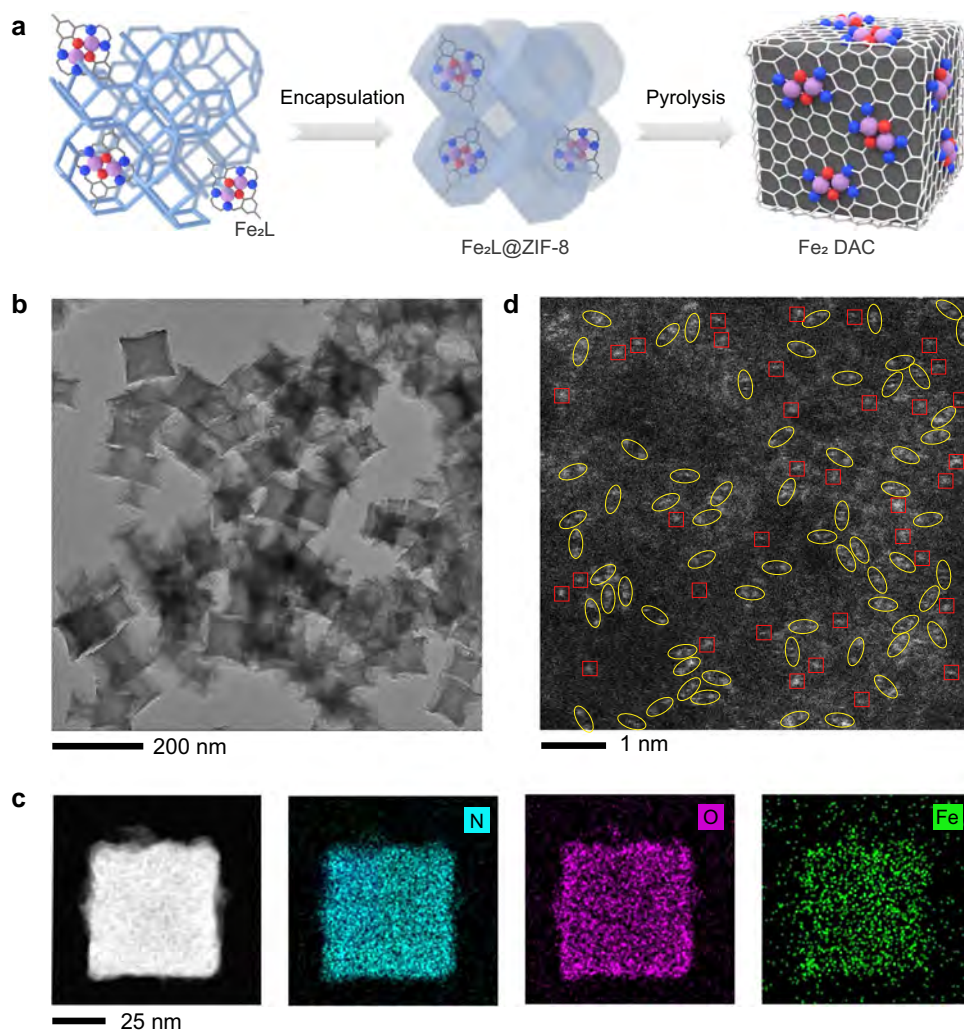 a
Encapsulation
Pyrolysis
Fe₂L
Fe₂L@ZIF-8
Fe₂ DAC
b
d
200 nm
1 nm
c
N
O
Fe
25 nm